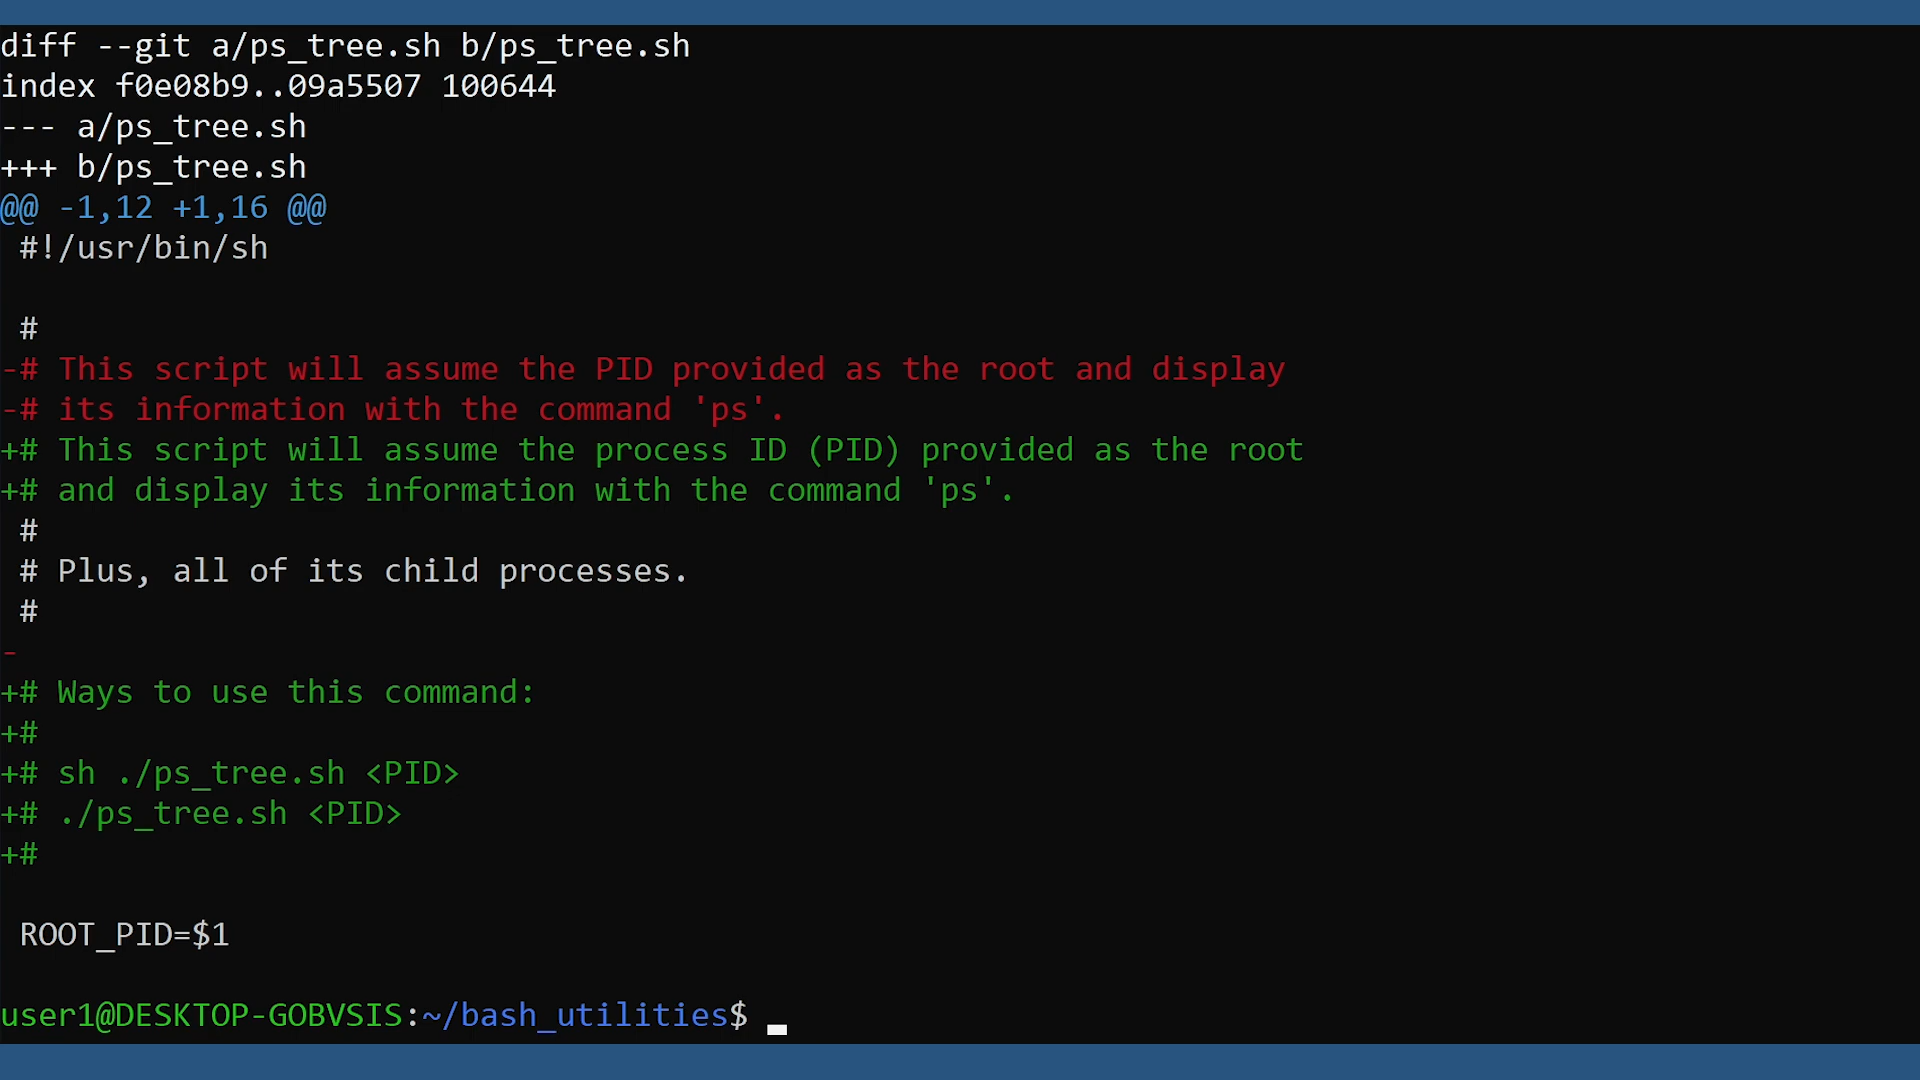 diff --git a/ps_tree.sh b/ps_tree.sh
index f0e08b9..09a5507 100644
--- a/ps_tree.sh
+++ b/ps_tree.sh
@@ -1,12 +1,16 @@
 #!/usr/bin/sh

 #
-# This script will assume the PID provided as the root and display
-# its information with the command 'ps'.
+# This script will assume the process ID (PID) provided as the root
+# and display its information with the command 'ps'.
 #
 # Plus, all of its child processes.
 #
-
+# Ways to use this command:
+#
+# sh ./ps_tree.sh <PID>
+# ./ps_tree.sh <PID>
+#

 ROOT_PID=$1

user1@DESKTOP-GOBVSIS:~/bash_utilities$